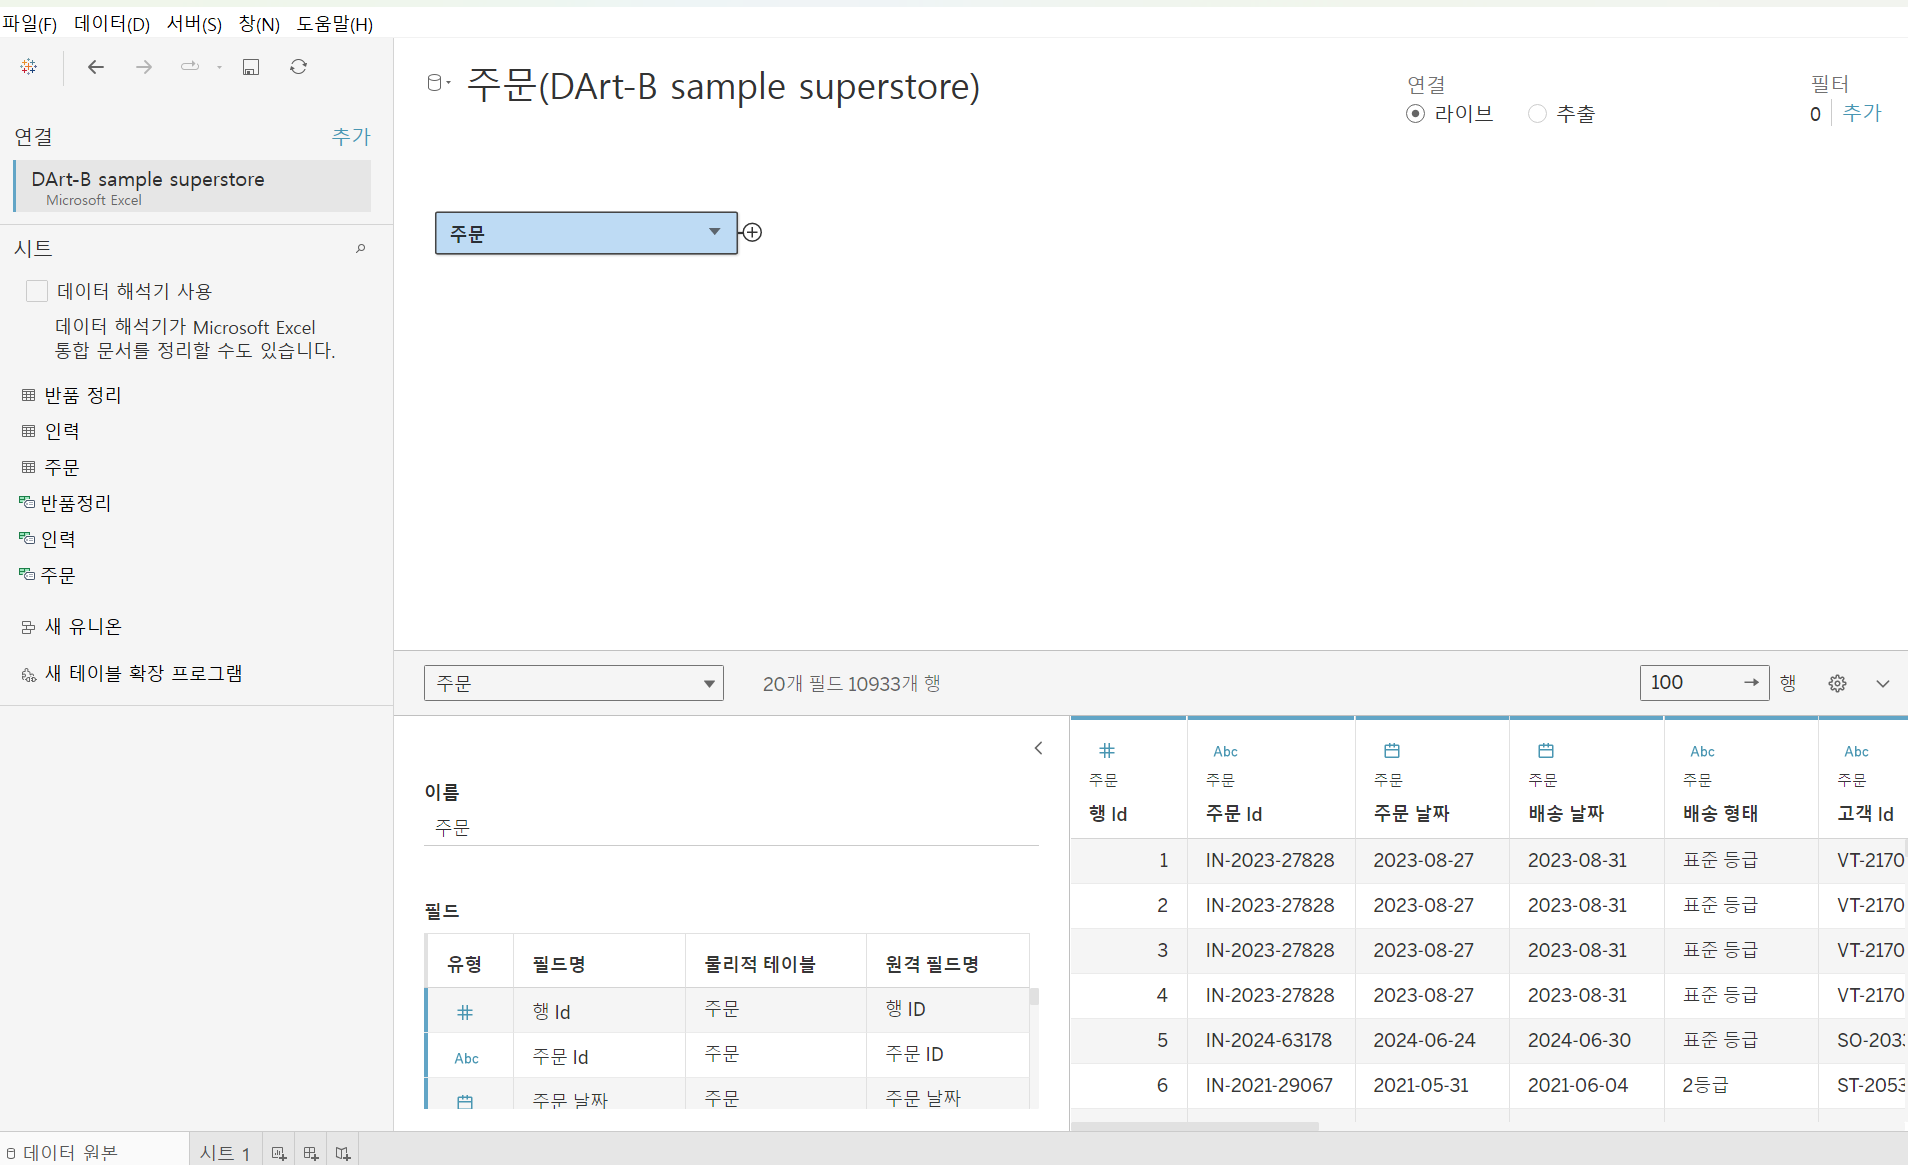 파일(F) 데이터(D) 서버(S) 창(N) 도움말(H)
연결 추가
DArt-B sample superstore
Microsoft Excel
시트
데이터 해석기 사용
데이터 해석기가 Microsoft Excel
통합 문서를 정리할 수도 있습니다.
반품 정리
인력
주문
반품정리
인력
주문
새 유니온
새 테이블 확장 프로그램
주문(DArt-B sample superstore)
연결
라이브 추출
필터
0 추가
주문
주문 20개 필드 10933개 행 100 행
이름
주문
필드
유형 필드명 물리적 테이블 원격 필드명
행 Id 주문 행 ID
Abc 주문 Id 주문 주문 ID
주문 날짜 주문 주문 날짜
Abc Abc Abc
주문 주문 주문 주문 주문 주문
행 Id 주문 Id 주문 날짜 배송 날짜 배송 형태 고객 Id
1 IN-2023-27828 2023-08-27 2023-08-31 표준 등급 VT-2170
2 IN-2023-27828 2023-08-27 2023-08-31 표준 등급 VT-2170
3 IN-2023-27828 2023-08-27 2023-08-31 표준 등급 VT-2170
4 IN-2023-27828 2023-08-27 2023-08-31 표준 등급 VT-2170
5 IN-2024-63178 2024-06-24 2024-06-30 표준 등급 SO-203
6 IN-2021-29067 2021-05-31 2021-06-04 2등급 ST-2053
데이터 원본 시트 1